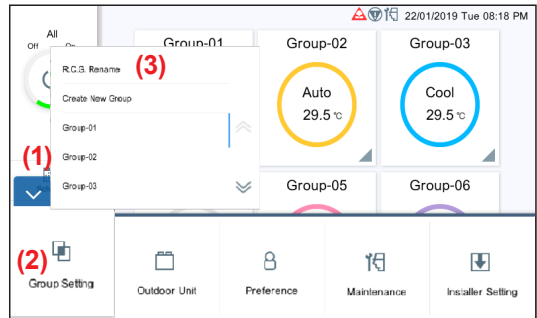 22/01/2019 Tue 08:18 PM
All
Off On
Group-01
Group-02
Group-03
R.C.G. Rename
(3)
Create New Group
Auto
29.5 ℃
Cool
29.5 ℃
Group-01
Group-02
(1)
Group-03
Group-05
Group-06
(2)
Group Setting
Outdoor Unit
Preference
Maintenance
Installer Setting